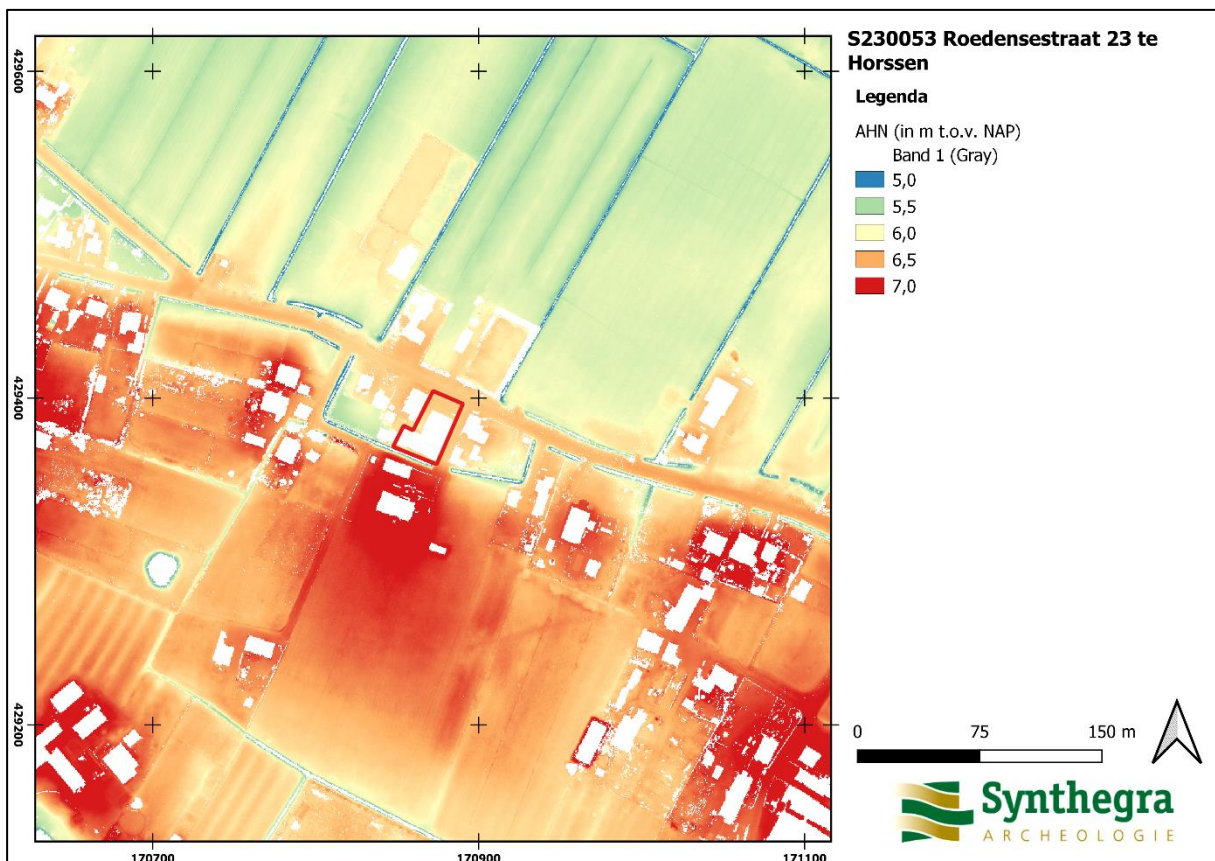 S230053 Roedensestraat 23 te
Horssen
Legenda
AHN (in m t.o.v. NAP)
Band 1 (Gray)
5,0
5,5
6,0
6,5
7,0
429600
429400
429200
170700
170900
171100
0
75
150 m
Synthegra
ARCHEOLOGIE